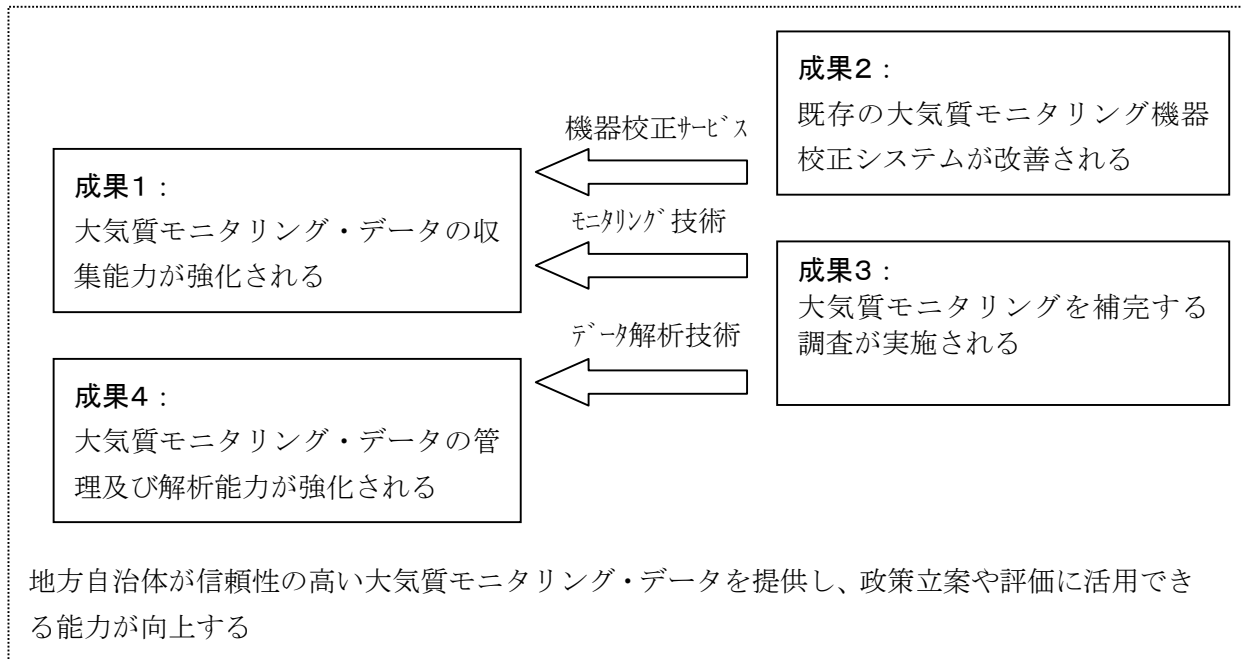 成果2：
既存の大気質モニタリング機器
校正システムが改善される
機器校正ｻｰﾋﾞｽ
成果1：
大気質モニタリング・データの収
集能力が強化される
ﾓﾆﾀﾘﾝｸﾞ技術
成果3：
大気質モニタリングを補完する
調査が実施される
ﾃﾞｰﾀ解析技術
成果4：
大気質モニタリング・データの管
理及び解析能力が強化される
地方自治体が信頼性の高い大気質モニタリング・データを提供し、政策立案や評価に活用でき
る能力が向上する